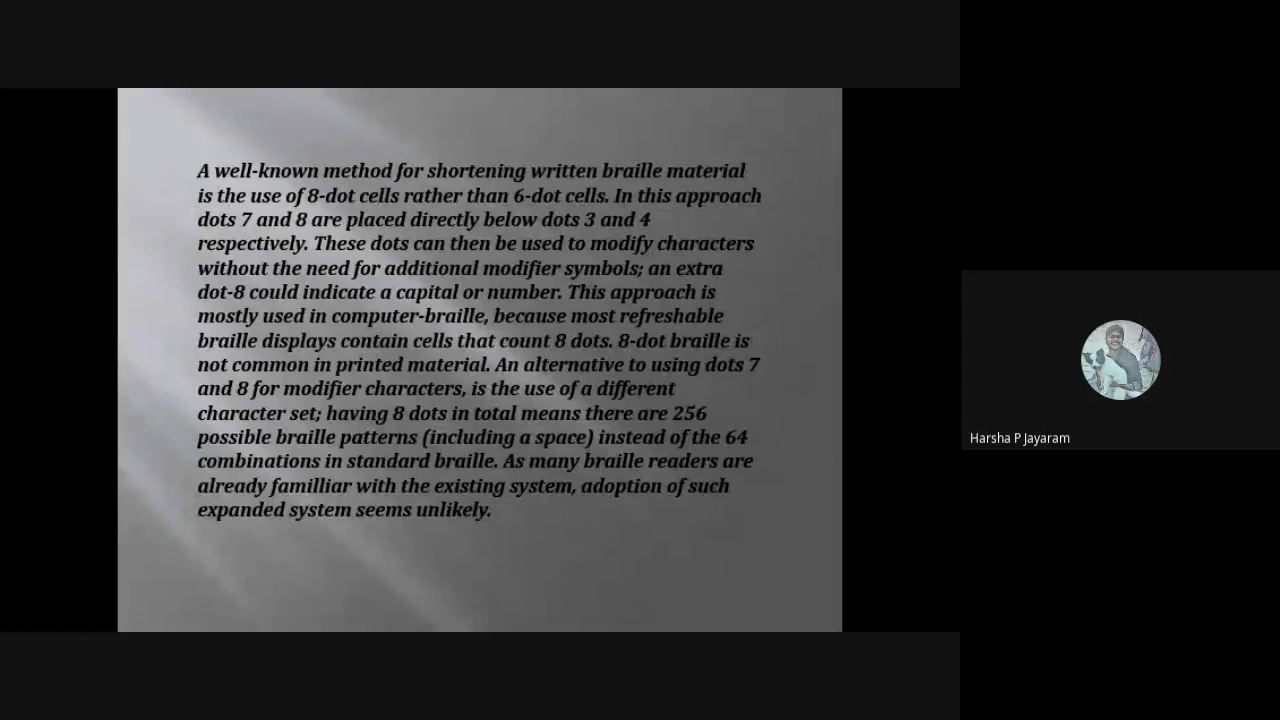 A well-known method for shortening written braille material
is the use of 8-dot cells rather than 6-dot cells. In this approach
dots 7 and 8 are placed directly below dots 3 and 4
respectively. These dots can then be used to modify characters
without the need for additional modifier symbols; an extra
dot-8 could indicate a capital or number. This approach is
mostly used in computer-braille, because most refreshable
braille displays contain cells that count 8 dots. 8-dot braille is
not common in printed material. An alternative to using dots 7
and 8 for modifier characters, is the use of a different
character set; having 8 dots in total means there are 256
possible braille patterns (including a space) instead of the 64
combinations in standard braille. As many braille readers are
already familliar with the existing system, adoption of such
expanded system seems unlikely.
Harsha P Jayaram